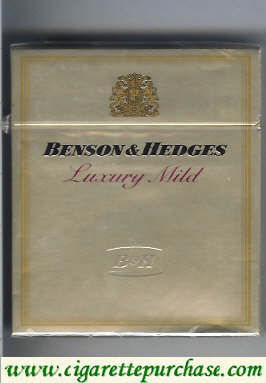 BENSON & HEDGES
Luxury Mild
B&H
www.cigarettepurchase.com